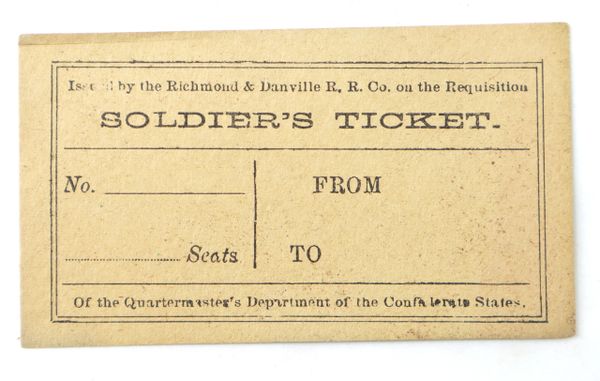 Issued by the Richmond & Danville R. R. Co. on the Requisition
SOLDIER'S TICKET.
No.
FROM
Seats
TO
Of the Quartermaster's Department of the Confederate States.